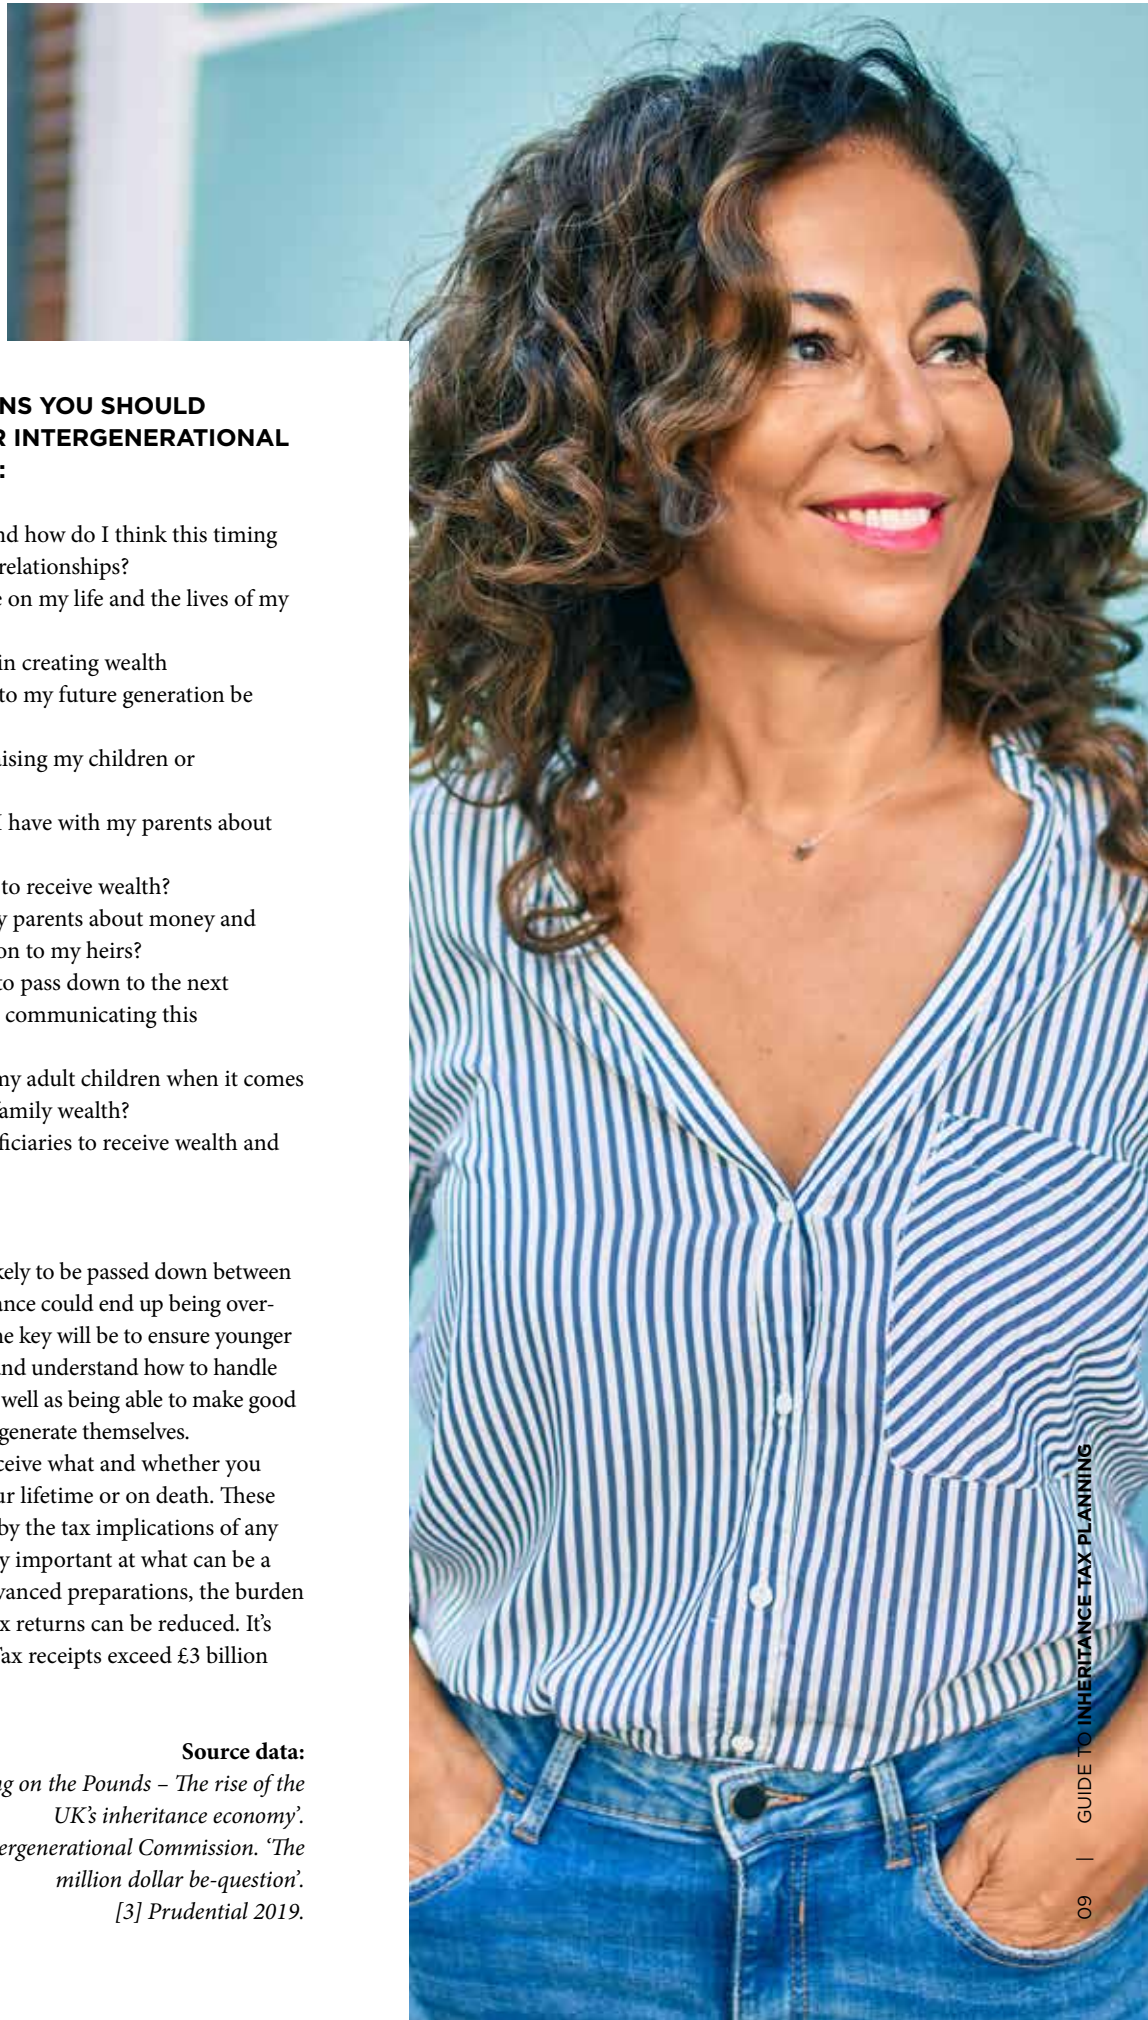 NS YOU SHOULD
R INTERGENERATIONAL
:
nd how do I think this timing
relationships?
e on my life and the lives of my
in creating wealth
to my future generation be
ising my children or
I have with my parents about
to receive wealth?
y parents about money and
on to my heirs?
to pass down to the next
communicating this
my adult children when it comes
family wealth?
ficiaries to receive wealth and
kely to be passed down between
ance could end up being over-
he key will be to ensure younger
and understand how to handle
well as being able to make good
generate themselves.
ceive what and whether you
ur lifetime or on death. These
by the tax implications of any
y important at what can be a
vanced preparations, the burden
x returns can be reduced. It’s
Tax receipts exceed £3 billion
Source data:
ng on the Pounds – The rise of the
UK’s inheritance economy’.
ergenerational Commission. ‘The
million dollar be-question’.
[3] Prudential 2019.
09 | GUIDE TO INHERITANCE TAX PLANNING